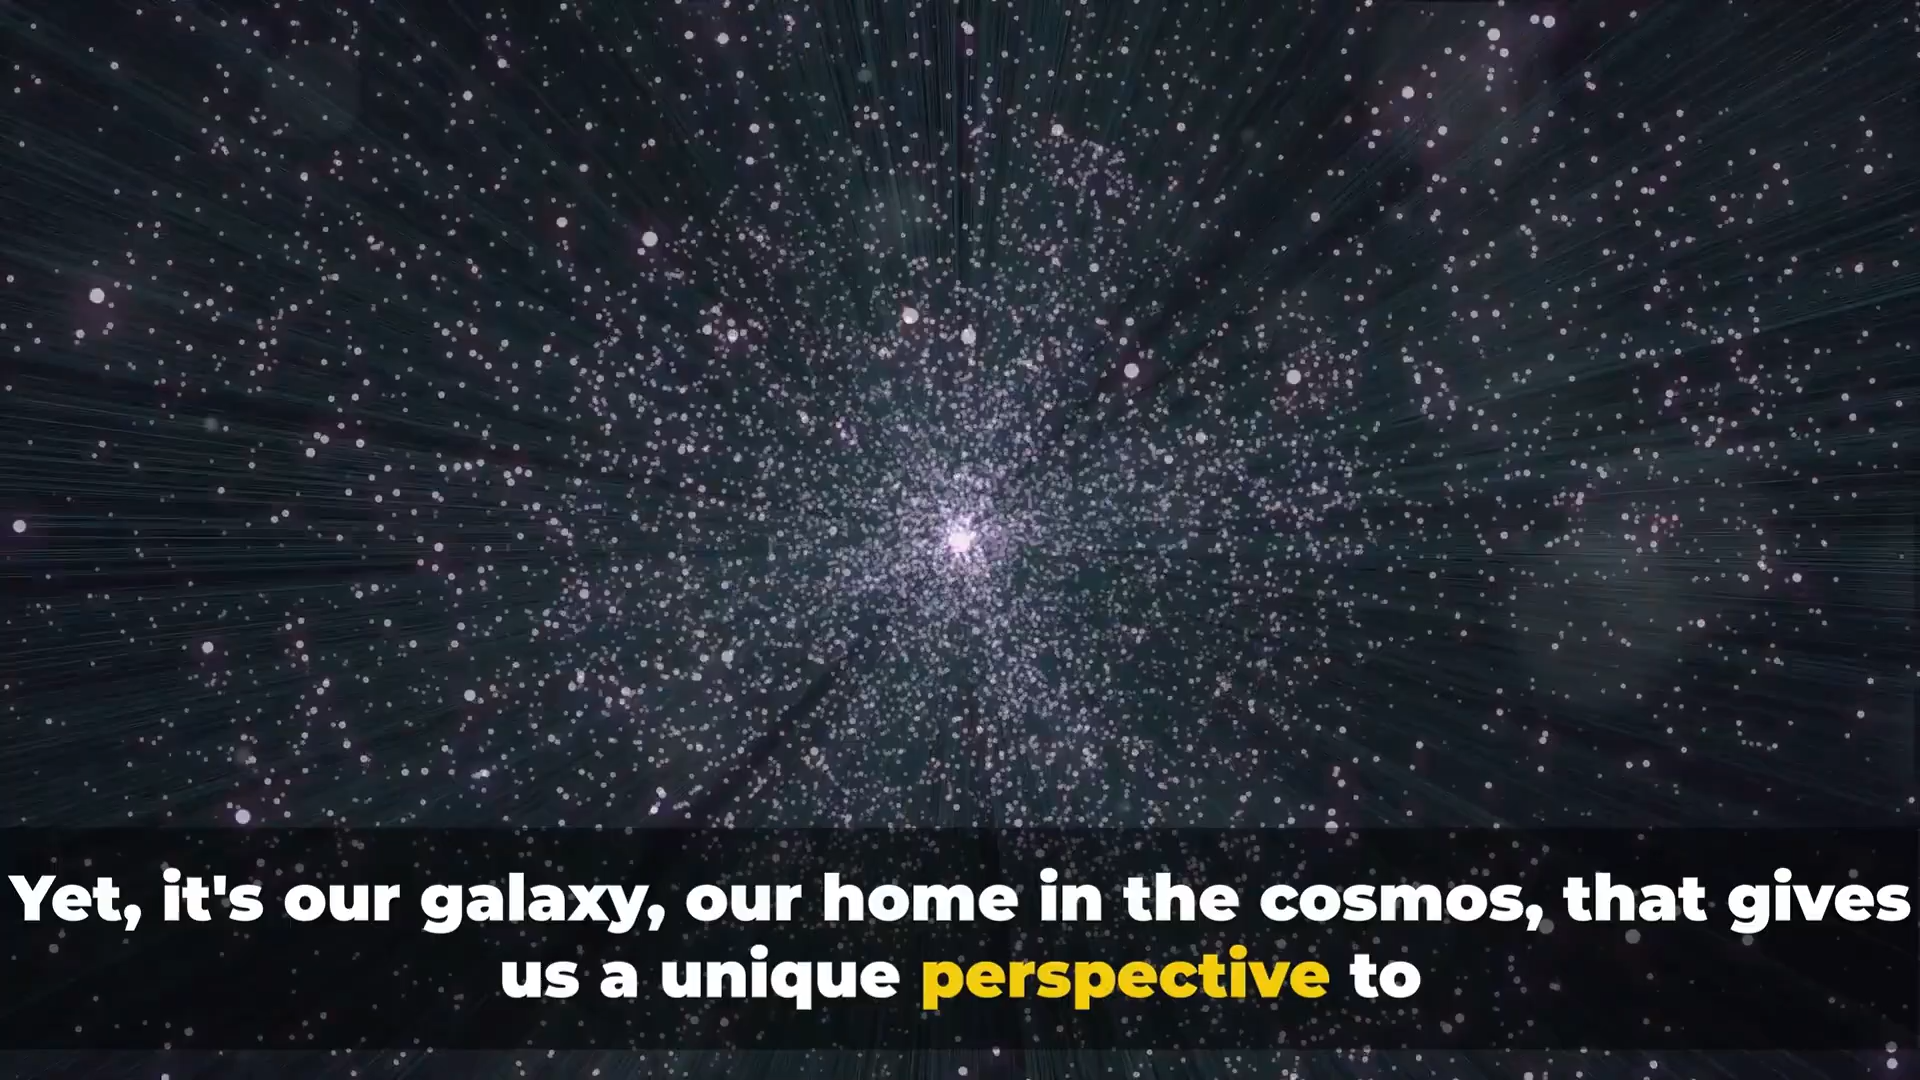 Yet, it's our galaxy, our home in the cosmos, that gives
us a unique perspective to